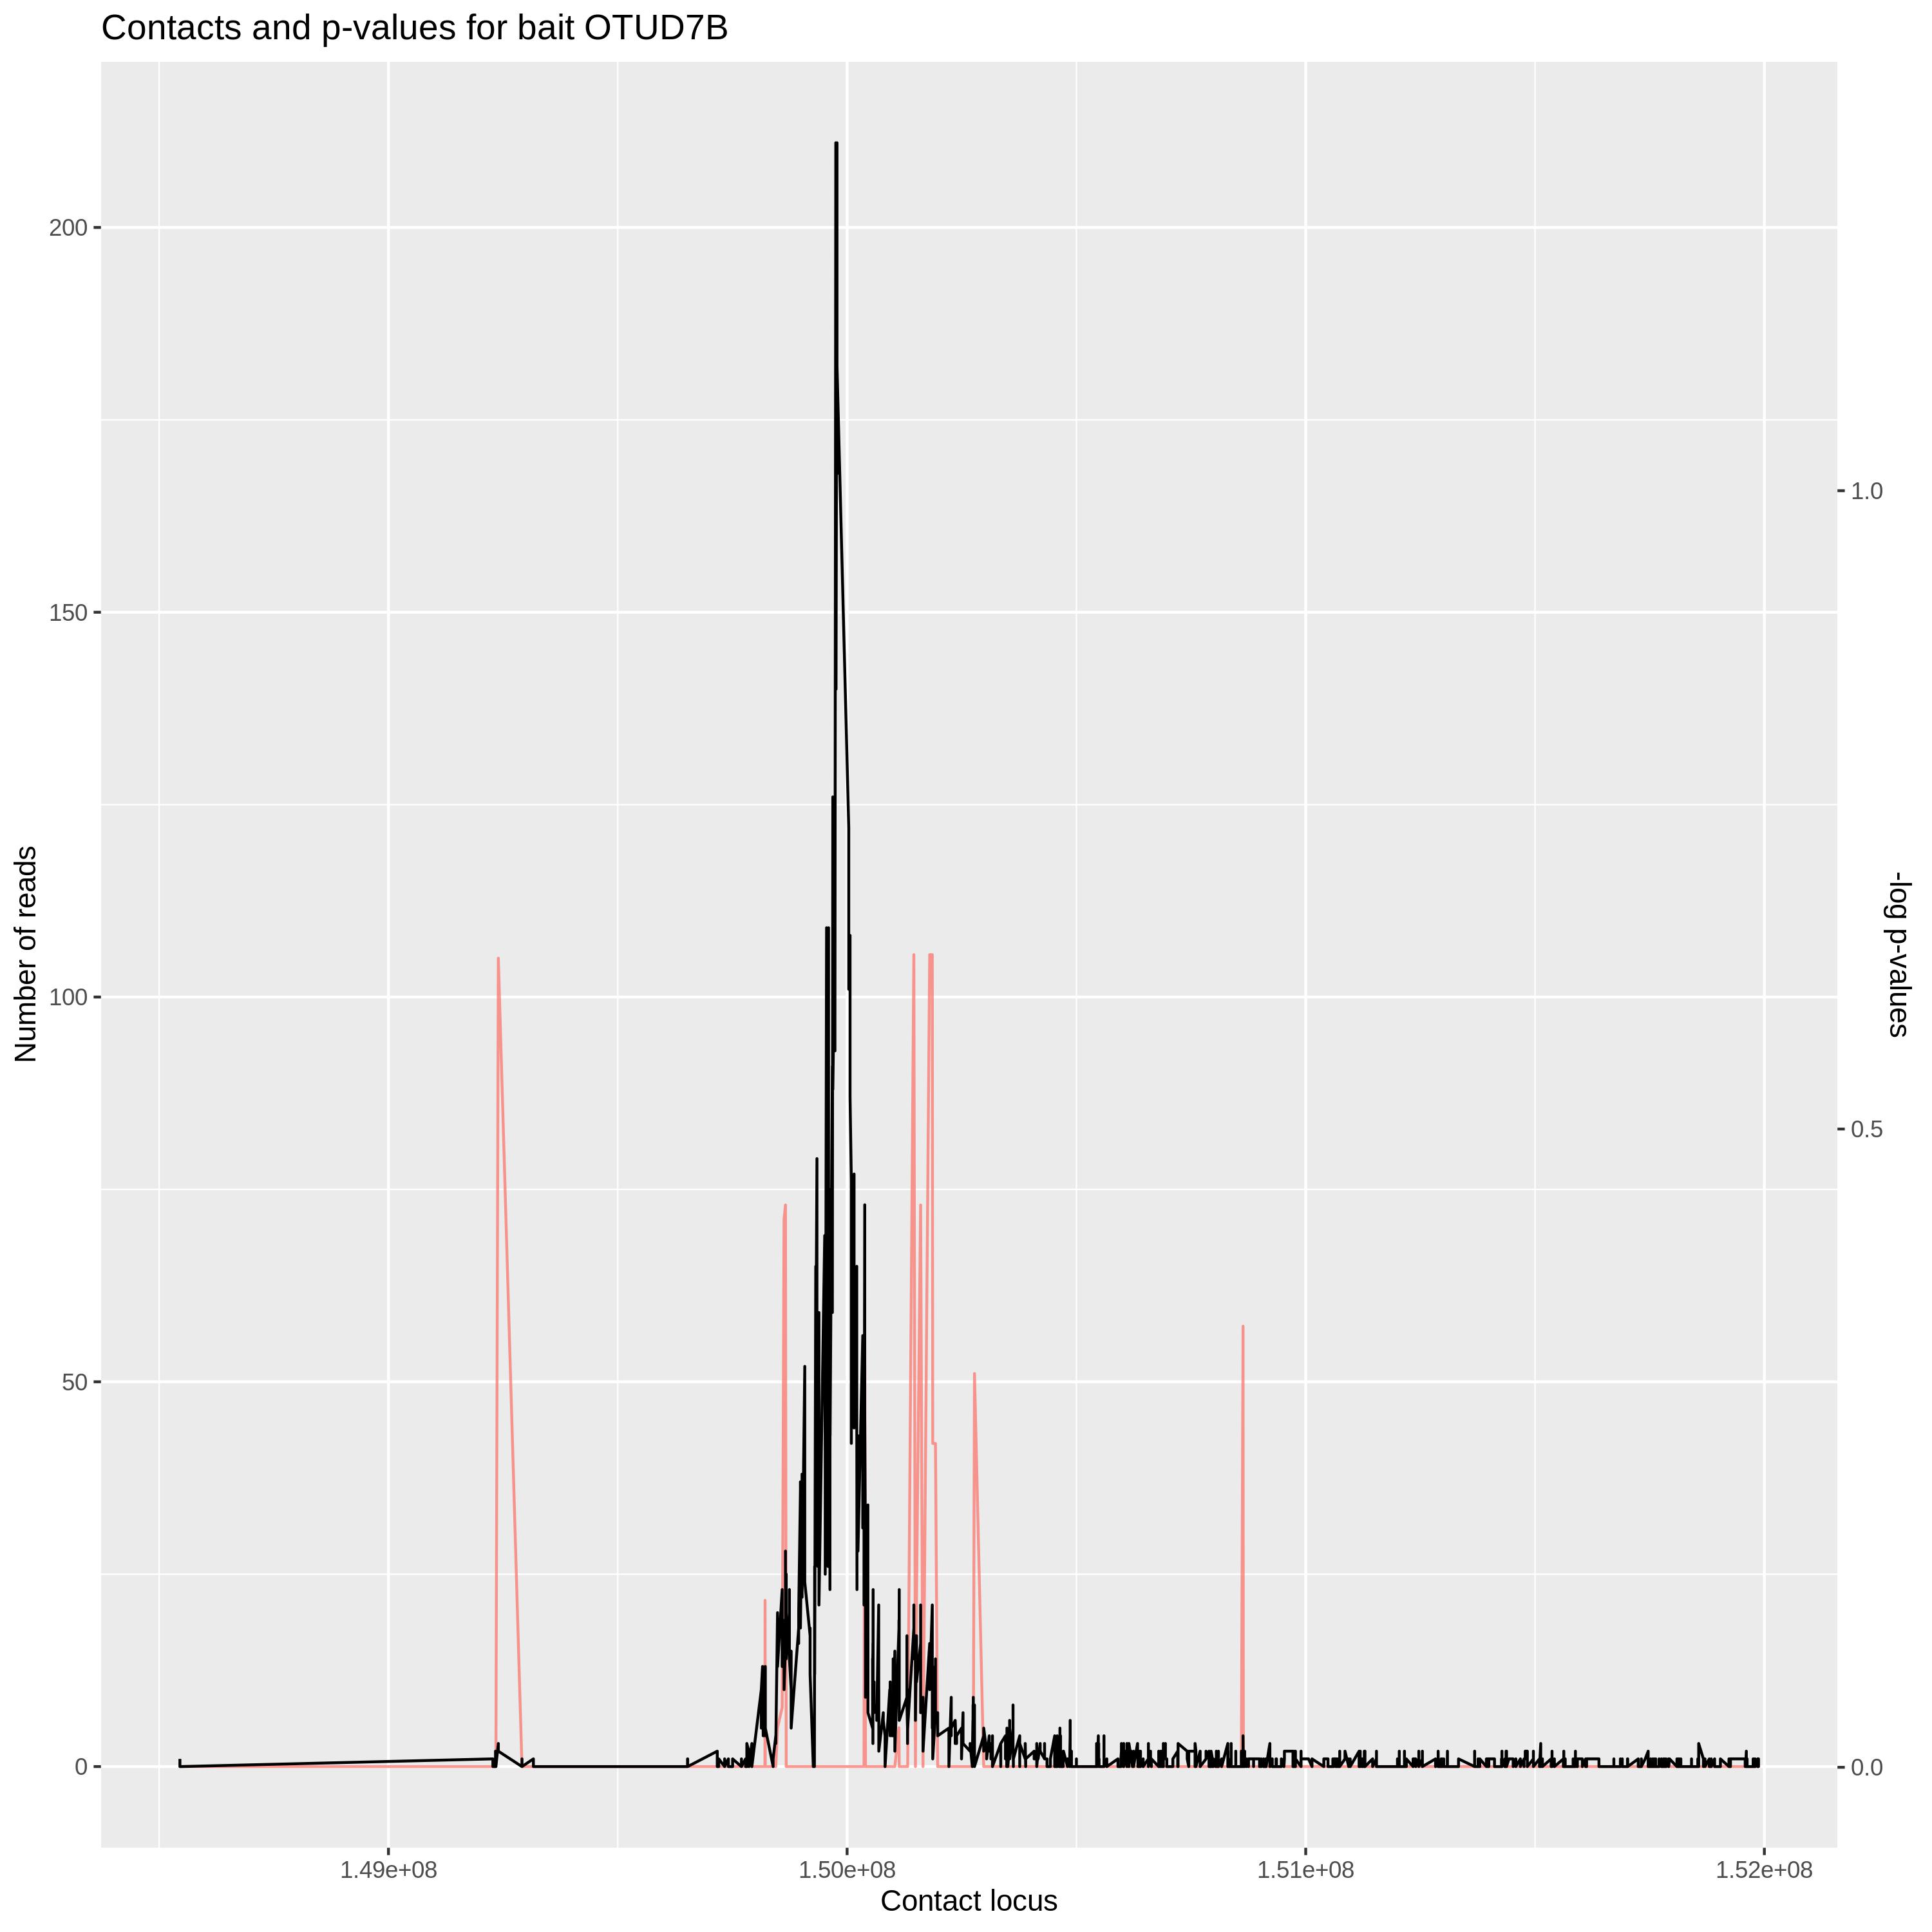 Contacts and p-values for bait OTUD7B
Number of reads
200
150
100
50
0
1.0
0.5
0.0
-log p-values
1.49e+08
1.50e+08
1.51e+08
1.52e+08
Contact locus